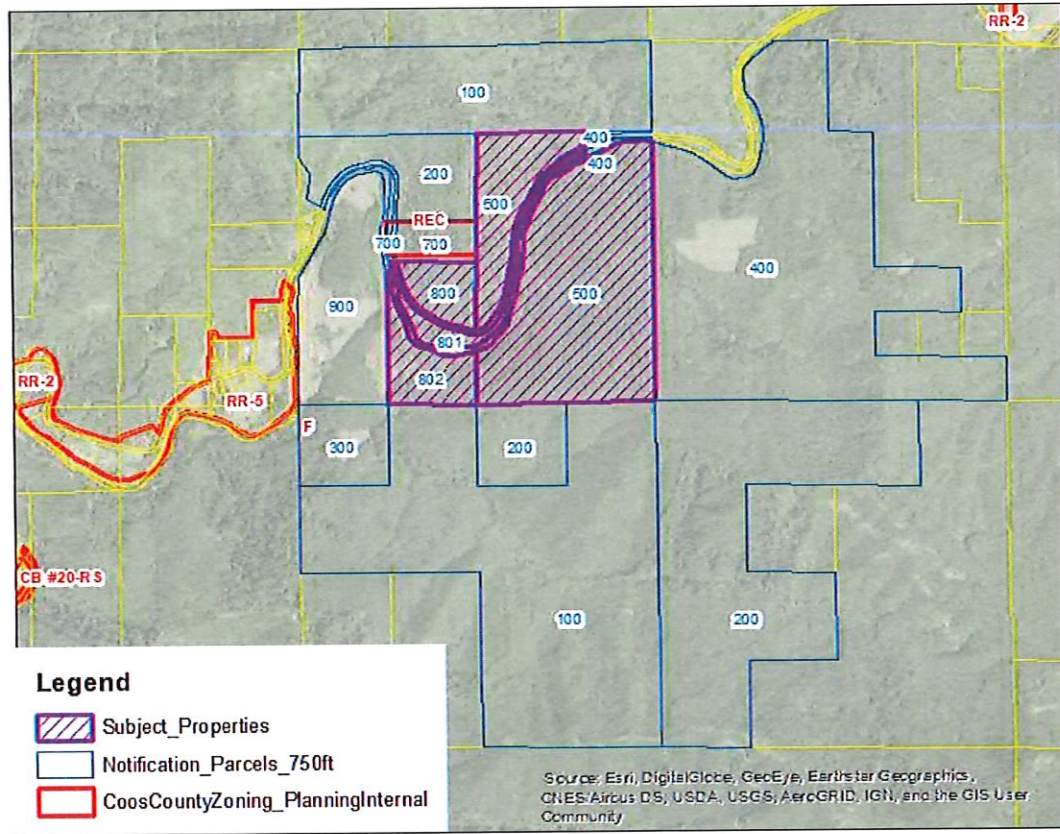 RR-2
100
400
400
200
500
REC
700
700
400
800
500
900
801
802
RR-2
RR-5
F
300
200
CB #20-RS
100
200
Legend
Subject_Properties
Notification_Parcels_750ft
CoosCountyZoning_PlanningInternal
Source: Esri, DigitalGlobe, GeoEye, Earthstar Geographics,
CNES/Airbus DS, USDA, USGS, AeroGRID, IGN, and the GIS User
Community